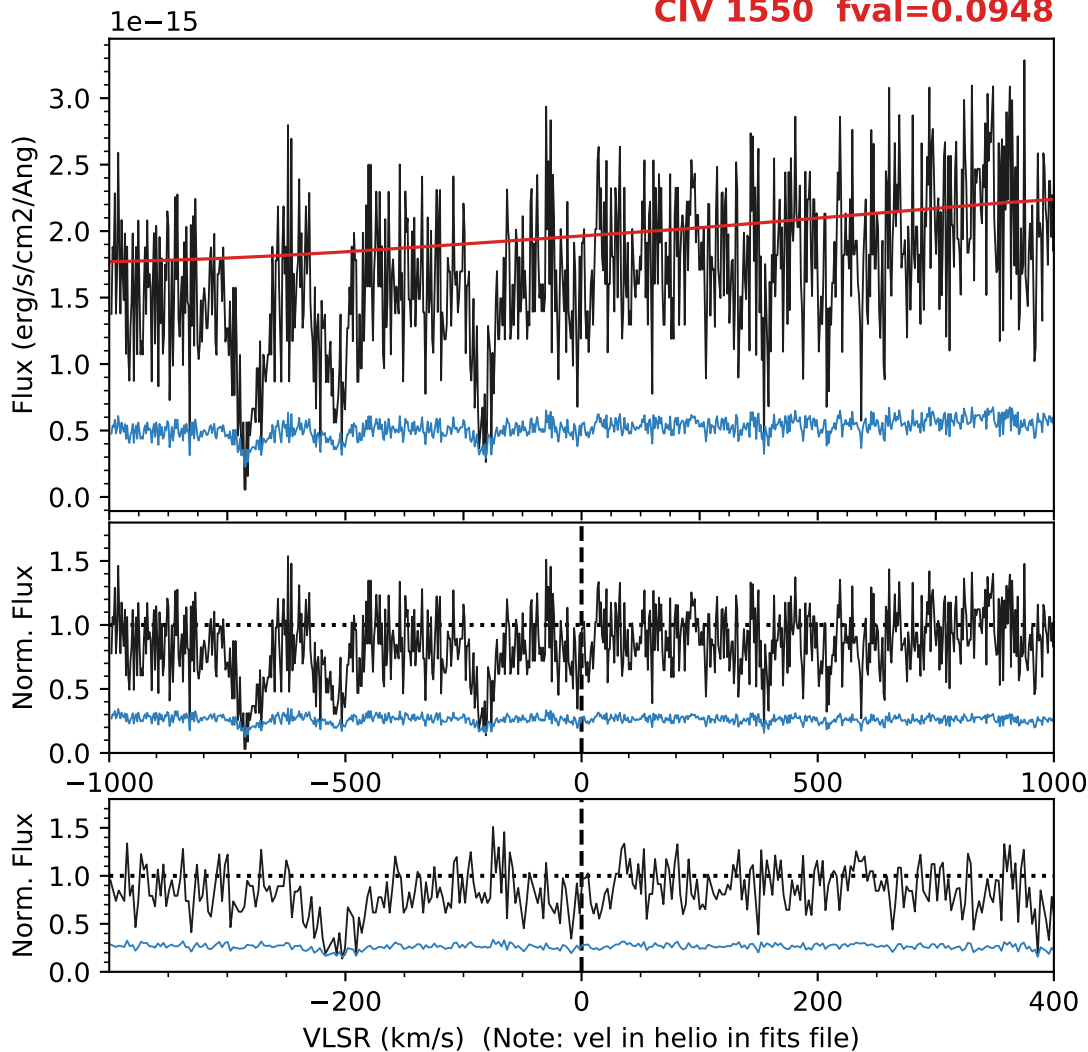 CIV 1550 fval=0.0948
1e−15
3.0
2.5
2.0
1.5
1.0
0.5
0.0
Flux (erg/s/cm2/Ang)
1.5
1.0
0.5
0.0
Norm. Flux
−1000 −500 0 500 1000
1.5
1.0
0.5
0.0
Norm. Flux
−200 0 200 400
VLSR (km/s) (Note: vel in helio in fits file)